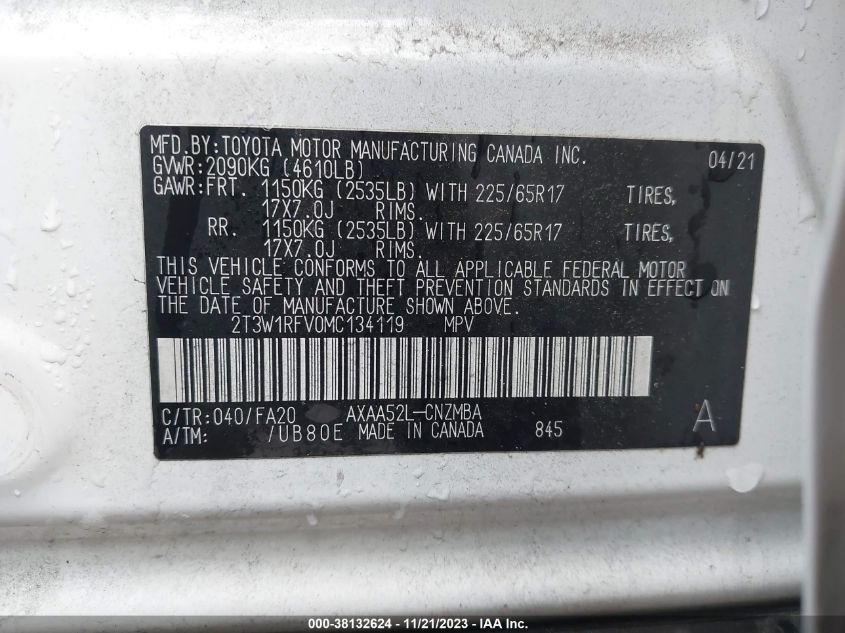 MFD.BY:TOYOTA MOTOR MANUFACTURING CANADA INC. 04/21
GVWR:2090KG (4610LB)
GAWR:FRT. 1150KG (2535LB) WITH 225/65R17 TIRES,
17X7.0J RIMS.
RR. 1150KG (2535LB) WITH 225/65R17 TIRES,
17X7.0J RIMS.
THIS VEHICLE CONFORMS TO ALL APPLICABLE FEDERAL MOTOR
VEHICLE SAFETY AND THEFT PREVENTION STANDARDS IN EFFECT ON
THE DATE OF MANUFACTURE SHOWN ABOVE.
2T3W1RFV0MC134119 MPV
C/TR:040/FA20 AXAA52L-CNZMBA A
A/TM: /UB80E MADE IN CANADA 845
000-38132624 - 11/21/2023 - iaai.com